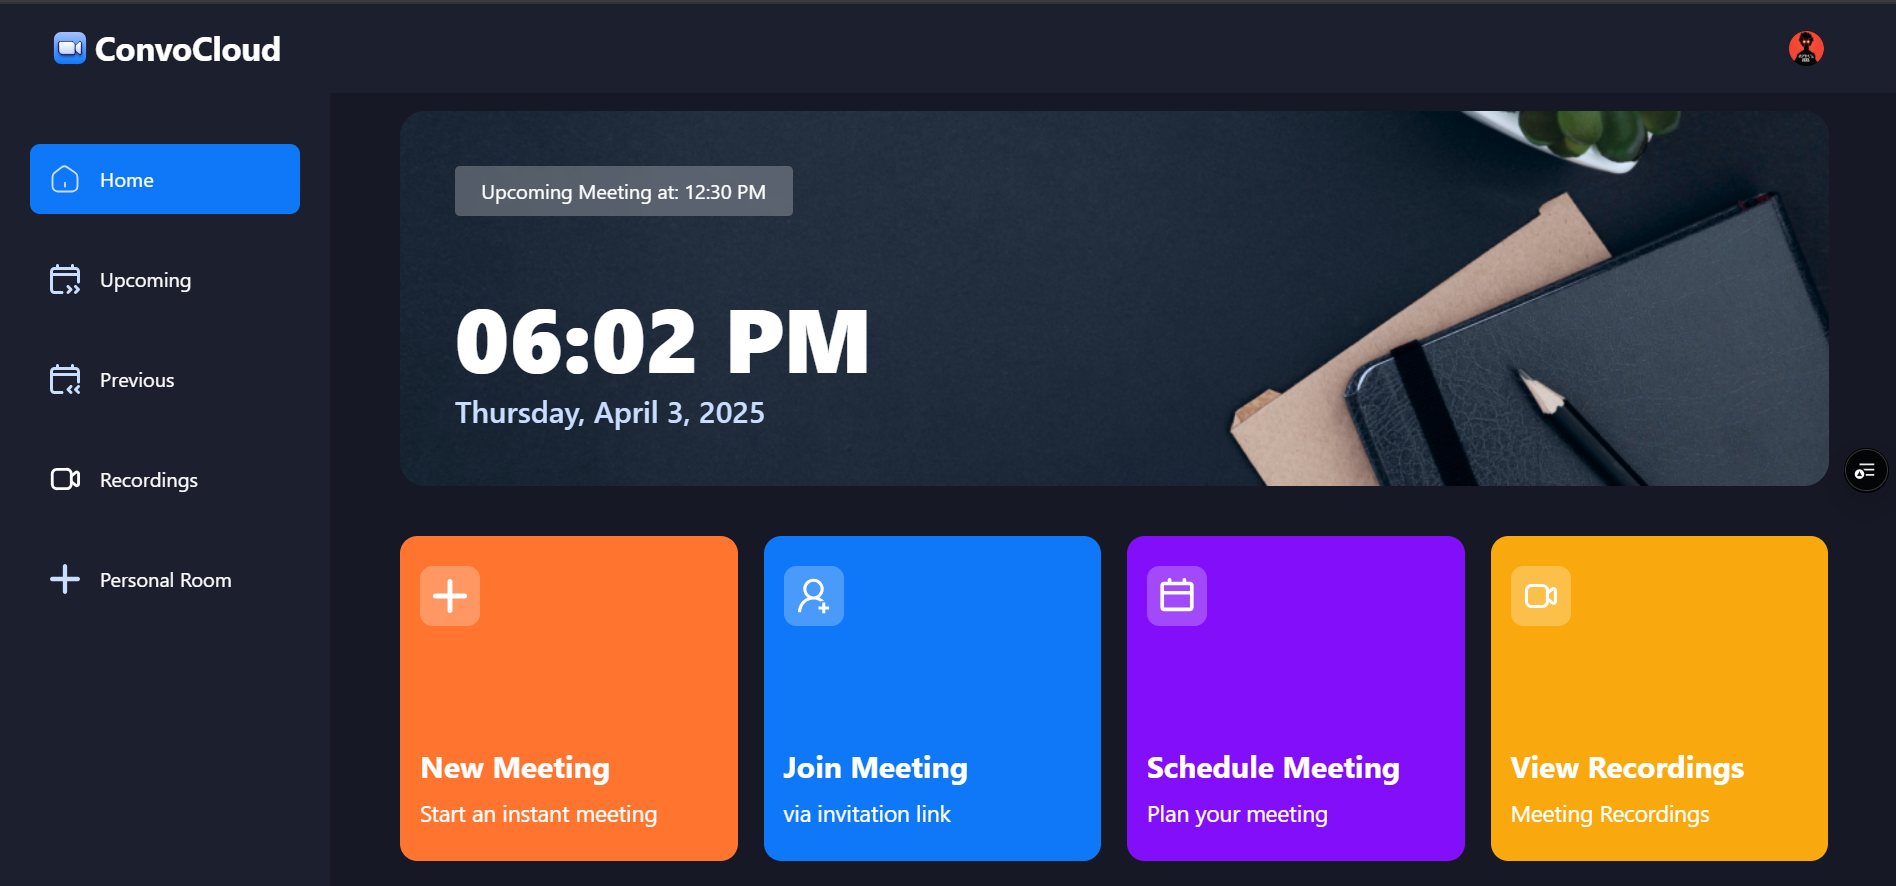 ConvoCloud
Home
Upcoming
Previous
Recordings
Personal Room
Upcoming Meeting at: 12:30 PM
06:02 PM
Thursday, April 3, 2025
New Meeting
Start an instant meeting
Join Meeting
via invitation link
Schedule Meeting
Plan your meeting
View Recordings
Meeting Recordings